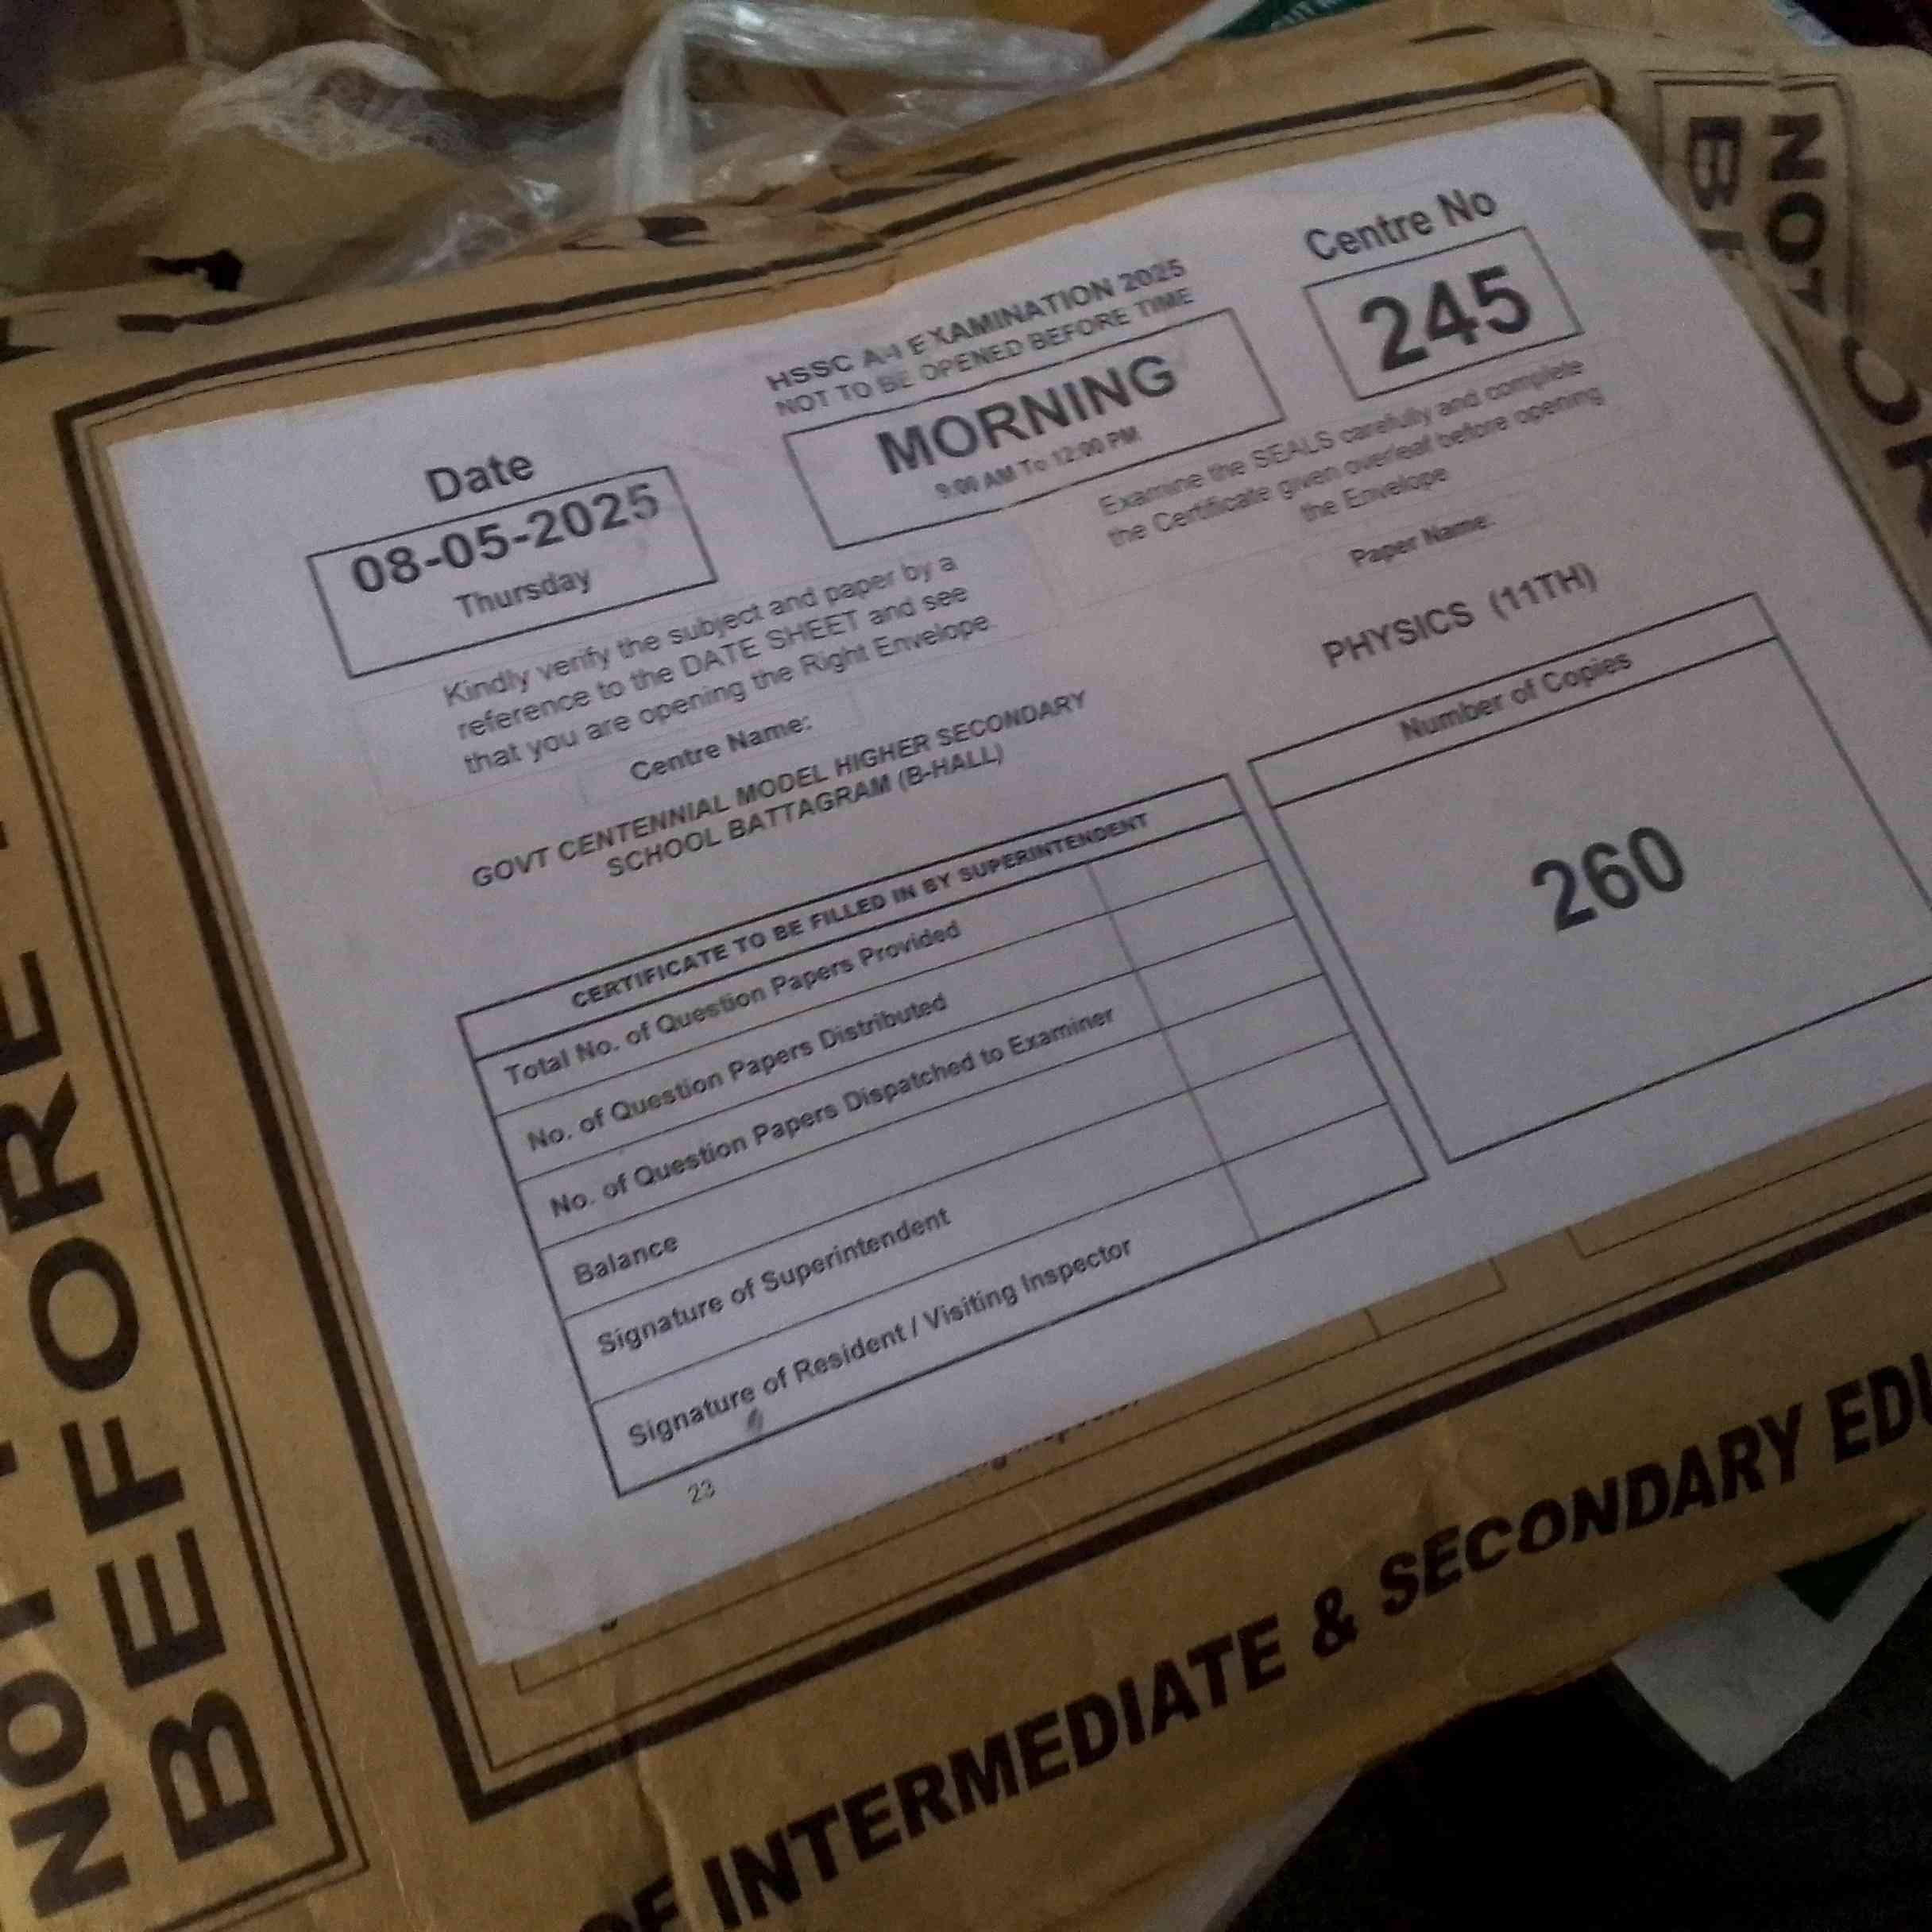 HSSC A-I EXAMINATION 2025
NOT TO BE OPENED BEFORE TIME
MORNING
9:00 AM To 12:00 PM
Centre No
245
Date
08-05-2025
Thursday
Kindly verify the subject and paper by a
reference to the DATE SHEET and see
that you are opening the Right Envelope.
Examine the SEALS carefully and complete
the Certificate given overleaf before opening
the Envelope
Centre Name:
GOVT CENTENNIAL MODEL HIGHER SECONDARY
SCHOOL BATTAGRAM (B-HALL)
Paper Name:
PHYSICS (11TH)
CERTIFICATE TO BE FILLED IN BY SUPERINTENDENT
Total No. of Question Papers Provided
No. of Question Papers Distributed
No. of Question Papers Dispatched to Examiner
Balance
Signature of Superintendent
Signature of Resident / Visiting Inspector
Number of Copies
260
23
NOT
BEFORE
NOT
BE
OF INTERMEDIATE & SECONDARY EDU